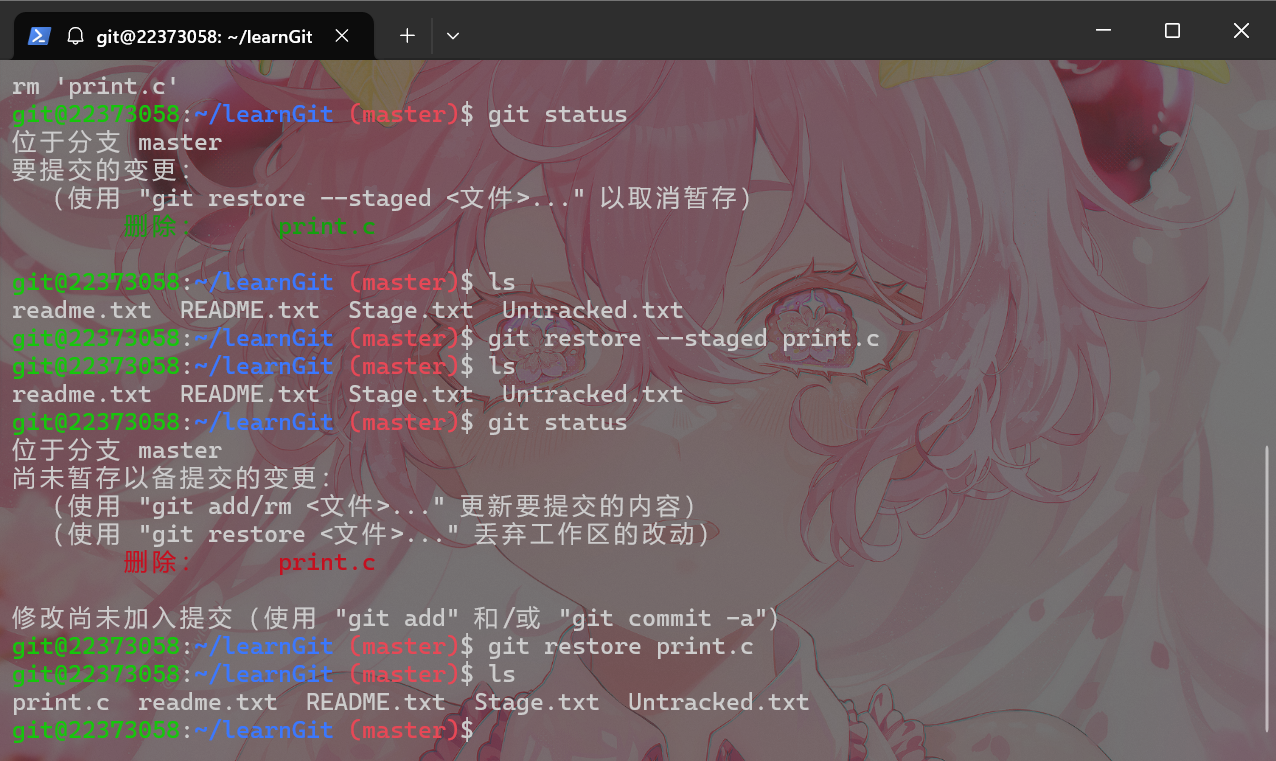 git@22373058: ~/learnGit
rm 'print.c'
git@22373058:~/learnGit (master)$ git status
位于分支 master
要提交的变更：
（使用 "git restore --staged <文件>..." 以取消暂存）
删除： print.c
git@22373058:~/learnGit (master)$ ls
readme.txt README.txt Stage.txt Untracked.txt
git@22373058:~/learnGit (master)$ git restore --staged print.c
git@22373058:~/learnGit (master)$ ls
readme.txt README.txt Stage.txt Untracked.txt
git@22373058:~/learnGit (master)$ git status
位于分支 master
尚未暂存以备提交的变更：
（使用 "git add/rm <文件>..." 更新要提交的内容）
（使用 "git restore <文件>..." 丢弃工作区的改动）
删除： print.c
修改尚未加入提交（使用 "git add" 和/或 "git commit -a"）
git@22373058:~/learnGit (master)$ git restore print.c
git@22373058:~/learnGit (master)$ ls
print.c readme.txt README.txt Stage.txt Untracked.txt
git@22373058:~/learnGit (master)$